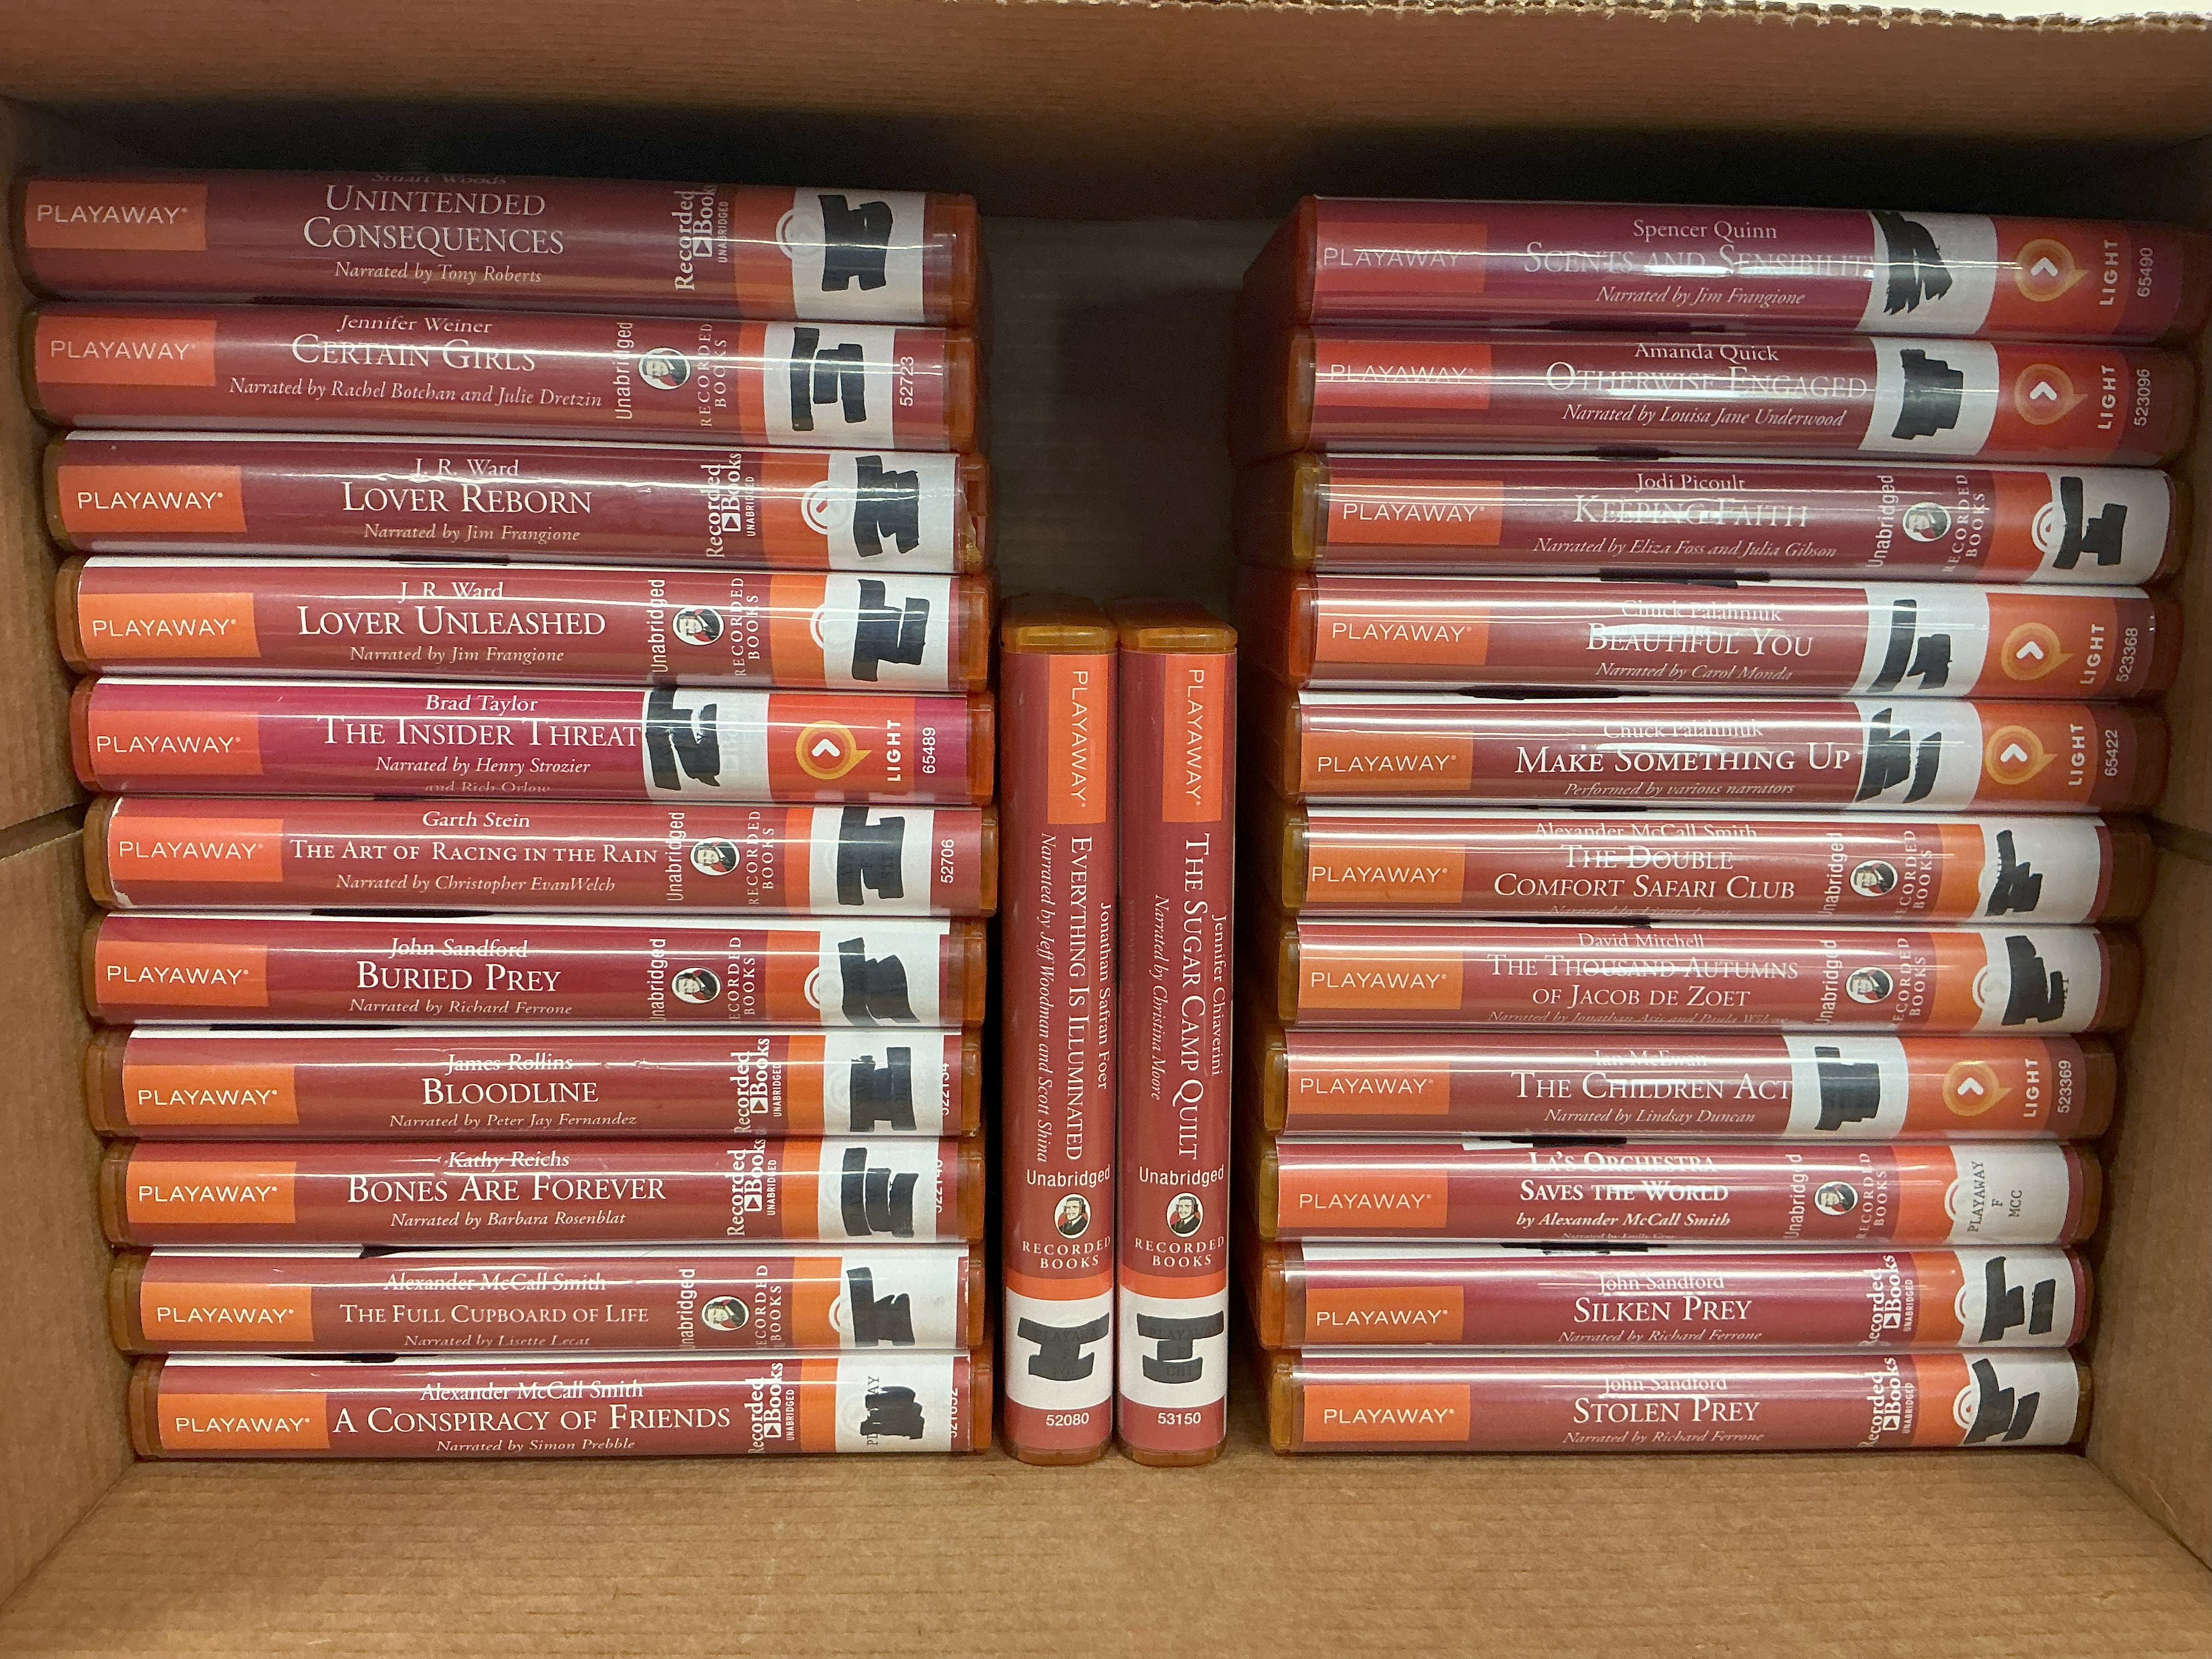 PLAYAWAY
Stuart Woods
UNINTENDED
CONSEQUENCES
Narrated by Tony Roberts
Recorded
Books
UNABRIDGED
PLAYAWAY
Jennifer Weiner
CERTAIN GIRLS
Narrated by Rachel Botchan and Julie Dretzin
Unabridged
RECORDED
BOOKS
52723
PLAYAWAY
J. R. Ward
LOVER REBORN
Narrated by Jim Frangione
Recorded
Books
UNABRIDGED
PLAYAWAY
J. R. Ward
LOVER UNLEASHED
Narrated by Jim Frangione
Unabridged
RECORDED
BOOKS
PLAYAWAY
Brad Taylor
THE INSIDER THREAT
Narrated by Henry Strozier
and Rich Orlow
LIGHT
65489
PLAYAWAY
Garth Stein
THE ART OF RACING IN THE RAIN
Narrated by Christopher EvanWelch
Unabridged
RECORDED
BOOKS
52706
PLAYAWAY
John Sandford
BURIED PREY
Narrated by Richard Ferrone
Unabridged
RECORDED
BOOKS
PLAYAWAY
James Rollins
BLOODLINE
Narrated by Peter Jay Fernandez
Recorded
Books
UNABRIDGED
PLAYAWAY
Kathy Reichs
BONES ARE FOREVER
Narrated by Barbara Rosenblat
Recorded
Books
UNABRIDGED
PLAYAWAY
Alexander McCall Smith
THE FULL CUPBOARD OF LIFE
Narrated by Lisette Lecat
Unabridged
RECORDED
BOOKS
PLAYAWAY
Alexander McCall Smith
A CONSPIRACY OF FRIENDS
Narrated by Simon Prebble
Recorded
Books
UNABRIDGED
PLAYAWAY
Jonathan Safran Foer
EVERYTHING IS ILLUMINATED
Narrated by Jeff Woodman and Scott Shina
Unabridged
RECORDED
BOOKS
52080
PLAYAWAY
Jennifer Chiaverini
THE SUGAR CAMP QUILT
Narrated by Christina Moore
Unabridged
RECORDED
BOOKS
53150
PLAYAWAY
Spencer Quinn
SCENTS AND SENSIBILITY
Narrated by Jim Frangione
LIGHT
65490
PLAYAWAY
Amanda Quick
OTHERWISE ENGAGED
Narrated by Louisa Jane Underwood
LIGHT
523096
PLAYAWAY
Jodi Picoult
KEEPING FAITH
Narrated by Eliza Foss and Julia Gibson
Unabridged
RECORDED
BOOKS
PLAYAWAY
Chuck Palahniuk
BEAUTIFUL YOU
Narrated by Carol Monda
LIGHT
523368
PLAYAWAY
Chuck Palahniuk
MAKE SOMETHING UP
Performed by various narrators
LIGHT
65422
PLAYAWAY
Alexander McCall Smith
THE DOUBLE
COMFORT SAFARI CLUB
Unabridged
RECORDED
BOOKS
PLAYAWAY
David Mitchell
THE THOUSAND AUTUMNS
OF JACOB DE ZOET
Narrated by Jonathan Aris and Paula
Unabridged
RECORDED
BOOKS
PLAYAWAY
Ian McEwan
THE CHILDREN ACT
Narrated by Lindsay Duncan
LIGHT
523369
PLAYAWAY
LA'S ORCHESTRA
SAVES THE WORLD
by Alexander McCall Smith
Unabridged
RECORDED
BOOKS
PLAYAWAY
F
MCC
PLAYAWAY
John Sandford
SILKEN PREY
Narrated by Richard Ferrone
Recorded
Books
UNABRIDGED
PLAYAWAY
John Sandford
STOLEN PREY
Narrated by Richard Ferrone
Recorded
Books
UNABRIDGED